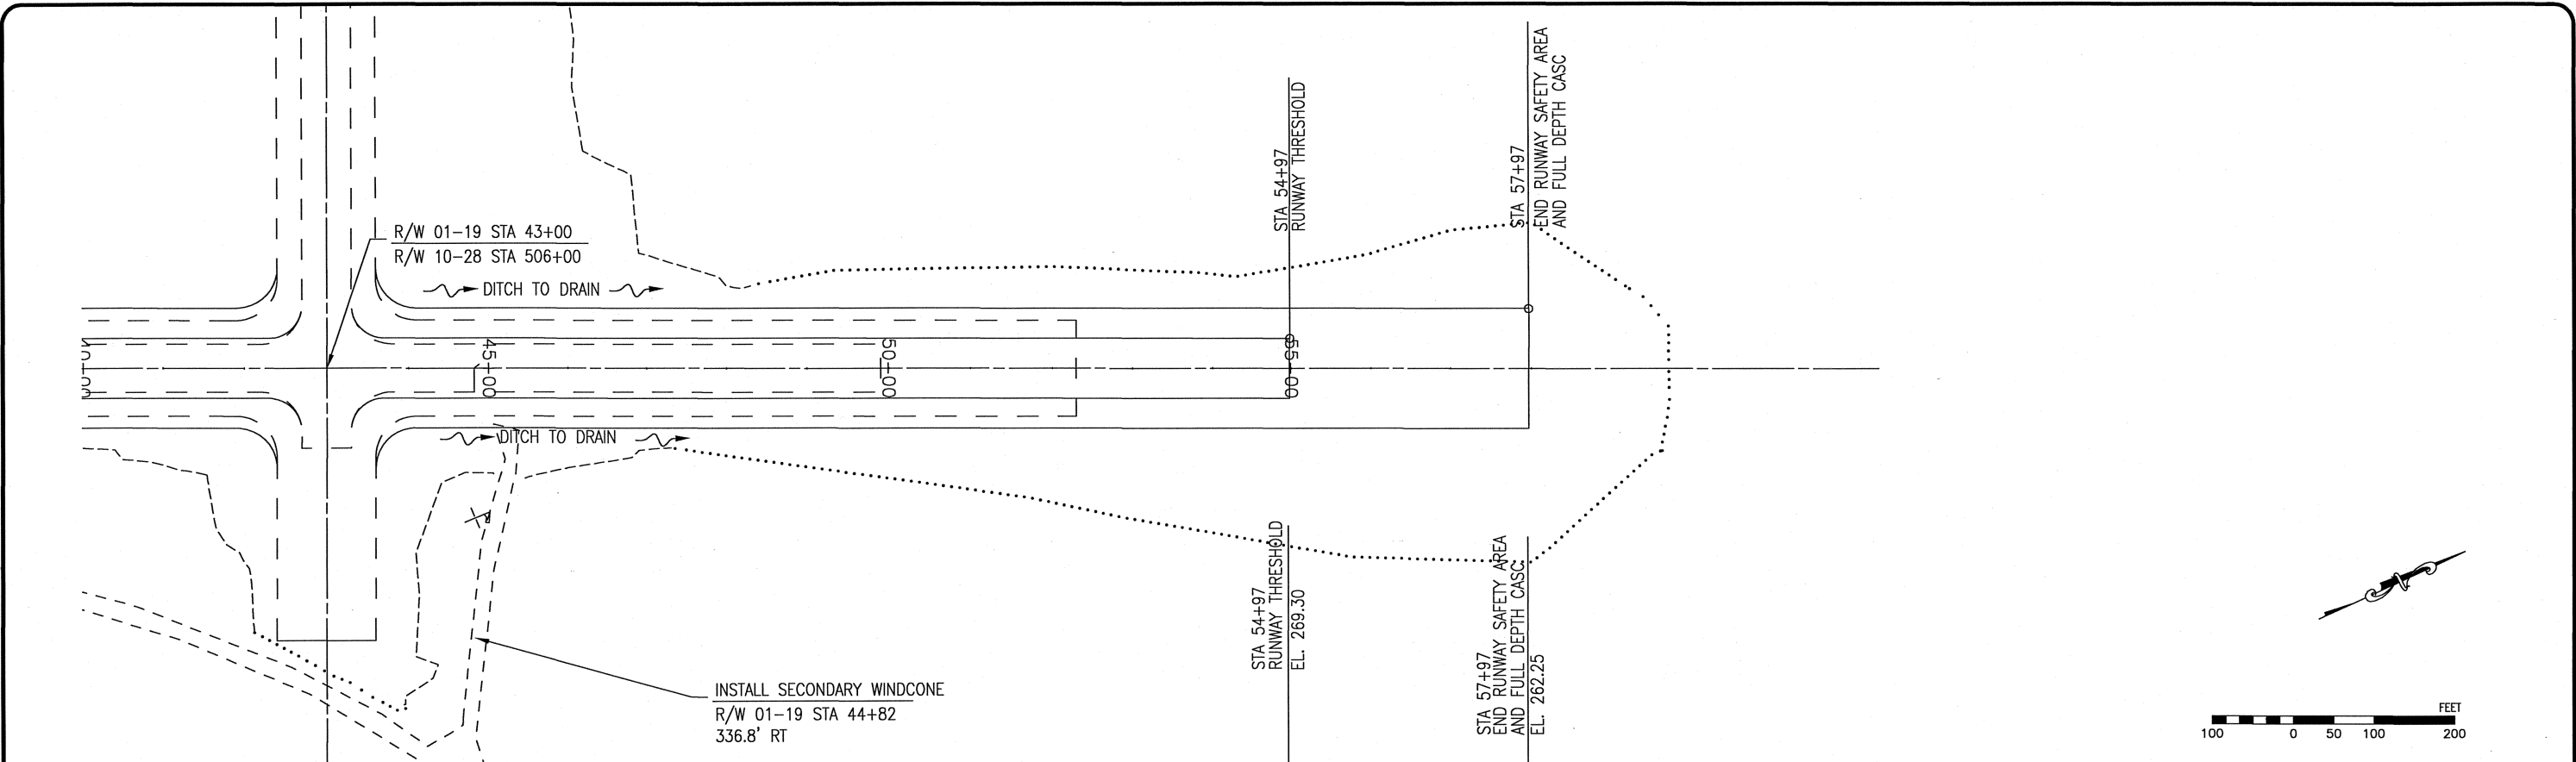 STA 57+97
END RUNWAY SAFETY AREA
AND FULL DEPTH CASC
STA 54+97
RUNWAY THRESHOLD
R/W 01-19 STA 43+00
R/W 10-28 STA 506+00
DITCH TO DRAIN
45+00
50+00
55+00
DITCH TO DRAIN
STA 54+97
RUNWAY THRESHOLD
EL. 269.30
STA 57+97
END RUNWAY SAFETY AREA
AND FULL DEPTH CASC
EL. 262.25
INSTALL SECONDARY WINDCONE
R/W 01-19 STA 44+82
336.8' RT
FEET
100 0 50 100 200